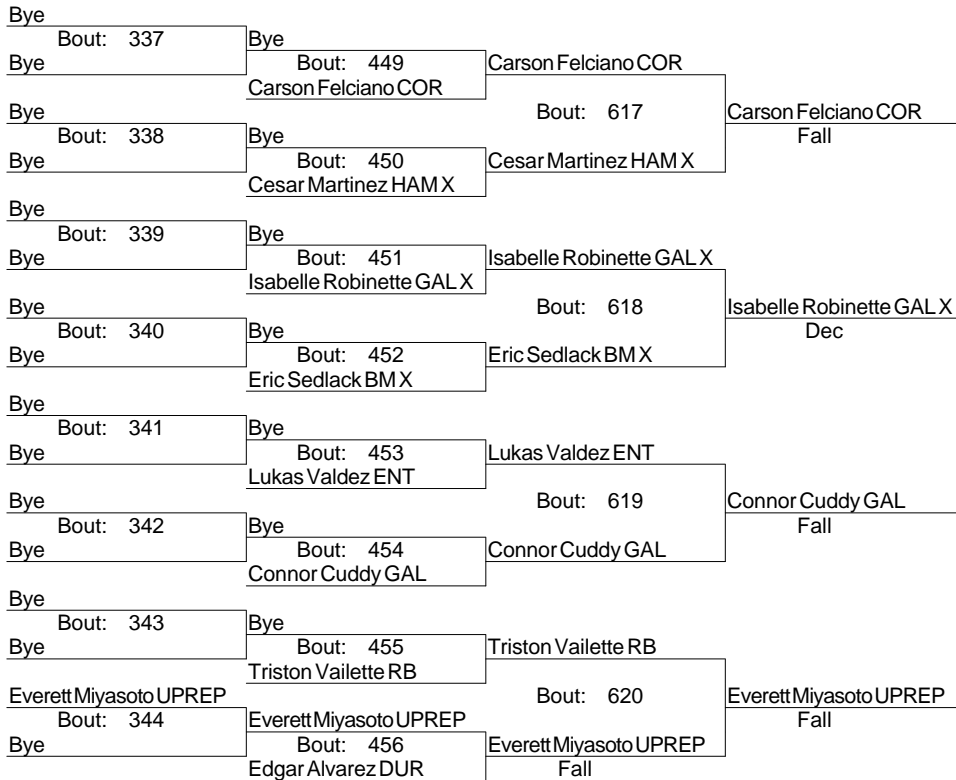 Bye
Bout: 337 Bye
Bye Bout: 449 Carson Felciano COR
Carson Felciano COR
Bye Bout: 617 Carson Felciano COR
Bout: 338 Bye Fall
Bye Bout: 450 Cesar Martinez HAM X
Cesar Martinez HAM X
Bye
Bout: 339 Bye
Bye Bout: 451 Isabelle Robinette GAL X
Isabelle Robinette GAL X
Bye Bout: 618 Isabelle Robinette GAL X
Bout: 340 Bye Dec
Bye Bout: 452 Eric Sedlack BM X
Eric Sedlack BM X
Bye
Bout: 341 Bye
Bye Bout: 453 Lukas Valdez ENT
Lukas Valdez ENT
Bye Bout: 619 Connor Cuddy GAL
Bout: 342 Bye Fall
Bye Bout: 454 Connor Cuddy GAL
Connor Cuddy GAL
Bye
Bout: 343 Bye
Bye Bout: 455 Triston Vailette RB
Triston Vailette RB
Everett Miyasoto UPREP Bout: 620 Everett Miyasoto UPREP
Bout: 344 Everett Miyasoto UPREP Fall
Bye Bout: 456 Everett Miyasoto UPREP
Edgar Alvarez DUR Fall